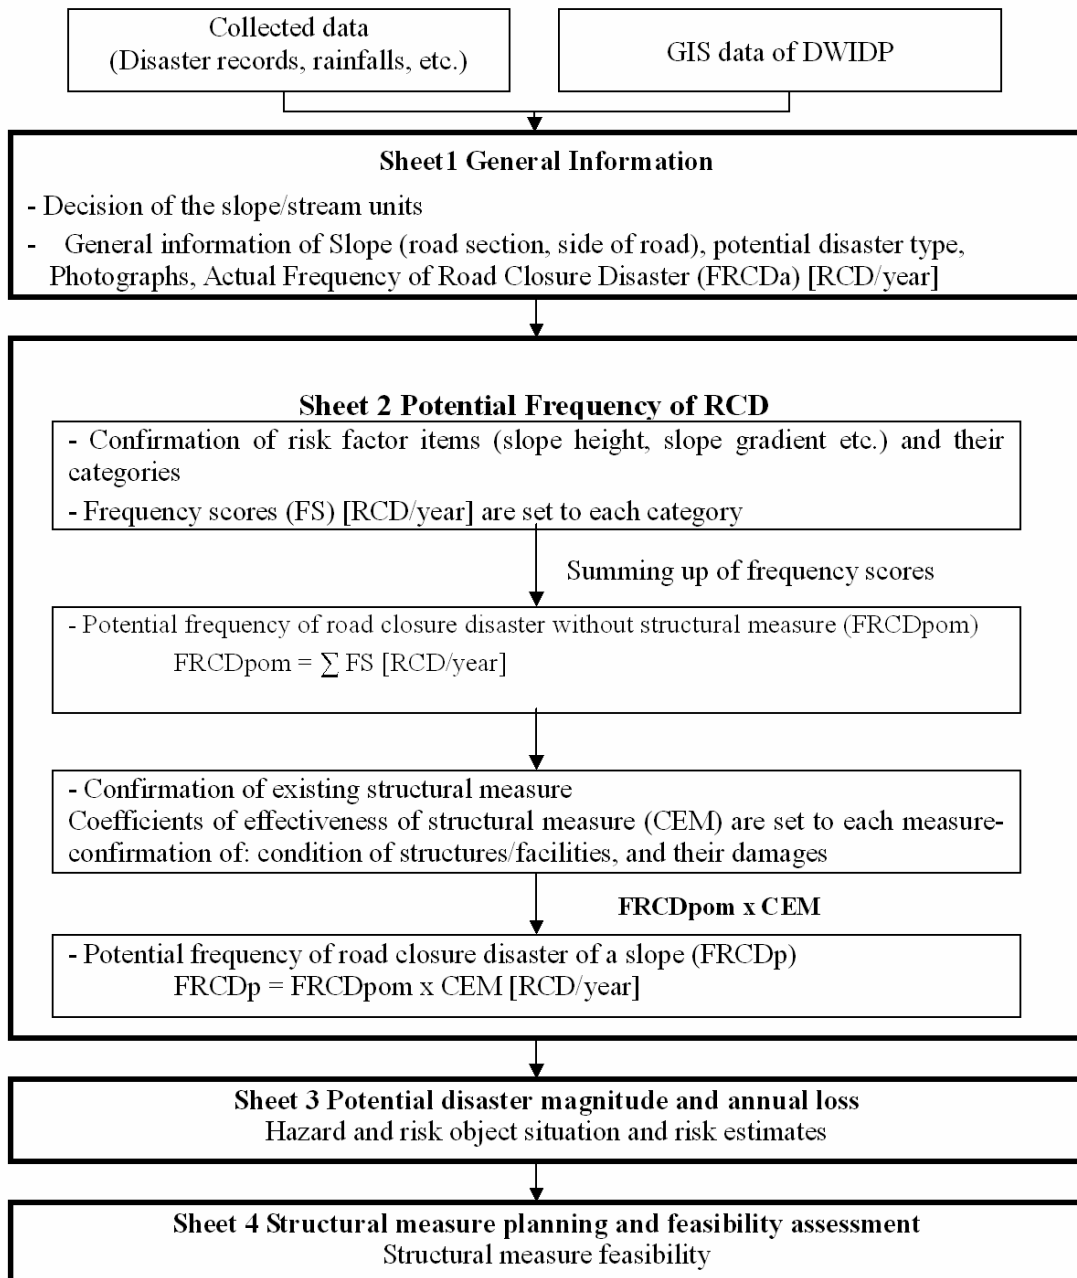 Collected data
(Disaster records, rainfalls, etc.)
GIS data of DWIDP
Sheet1 General Information
- Decision of the slope/stream units
- General information of Slope (road section, side of road), potential disaster type,
Photographs, Actual Frequency of Road Closure Disaster (FRCDa) [RCD/year]
Sheet 2 Potential Frequency of RCD
- Confirmation of risk factor items (slope height, slope gradient etc.) and their
categories
- Frequency scores (FS) [RCD/year] are set to each category
Summing up of frequency scores
- Potential frequency of road closure disaster without structural measure (FRCDpom)
FRCDpom = ∑ FS [RCD/year]
- Confirmation of existing structural measure
Coefficients of effectiveness of structural measure (CEM) are set to each measure-
confirmation of: condition of structures/facilities, and their damages
FRCDpom x CEM
- Potential frequency of road closure disaster of a slope (FRCDp)
FRCDp = FRCDpom x CEM [RCD/year]
Sheet 3 Potential disaster magnitude and annual loss
Hazard and risk object situation and risk estimates
Sheet 4 Structural measure planning and feasibility assessment
Structural measure feasibility